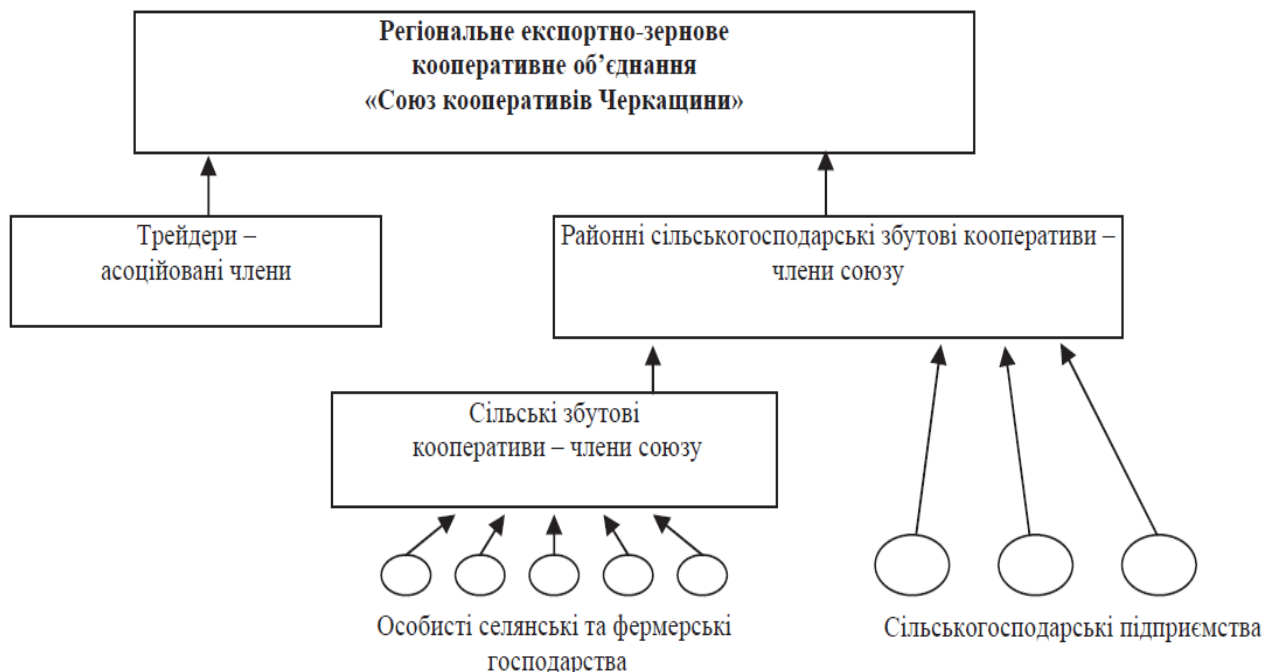 Регіональне експортно-зернове
кооперативне об’єднання
«Союз кооперативів Черкащини»
Трейдери –
асоційовані члени
Районні сільськогосподарські збутові кооперативи –
члени союзу
Сільські збутові
кооперативи – члени союзу
Особисті селянські та фермерські
господарства
Сільськогосподарські підприємства